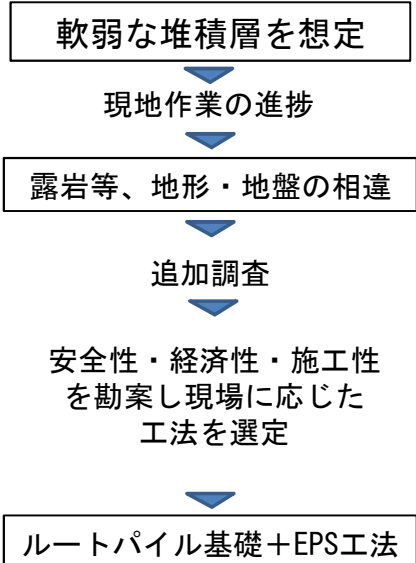 軟弱な堆積層を想定
現地作業の進捗
露岩等、地形・地盤の相違
追加調査
安全性・経済性・施工性
を勘案し現場に応じた
工法を選定
ルートパイル基礎＋EPS工法